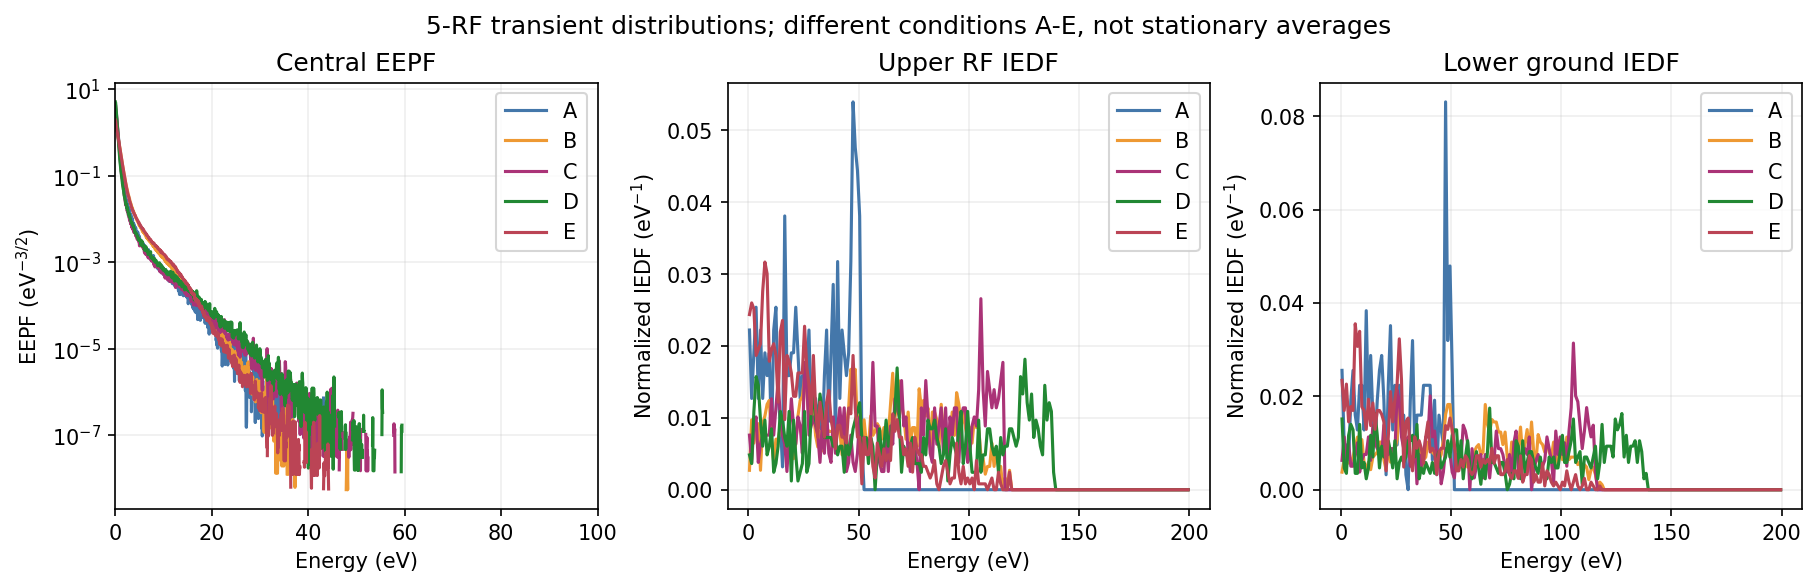 5-RF transient distributions; different conditions A-E, not stationary averages
Central EEPF
EEPF (eV⁻³ᐟ²)
10¹
10⁻¹
10⁻³
10⁻⁵
10⁻⁷
0 20 40 60 80 100
Energy (eV)
A
B
C
D
E
Upper RF IEDF
Normalized IEDF (eV⁻¹)
0.05
0.04
0.03
0.02
0.01
0.00
0 50 100 150 200
Energy (eV)
A
B
C
D
E
Lower ground IEDF
Normalized IEDF (eV⁻¹)
0.08
0.06
0.04
0.02
0.00
0 50 100 150 200
Energy (eV)
A
B
C
D
E